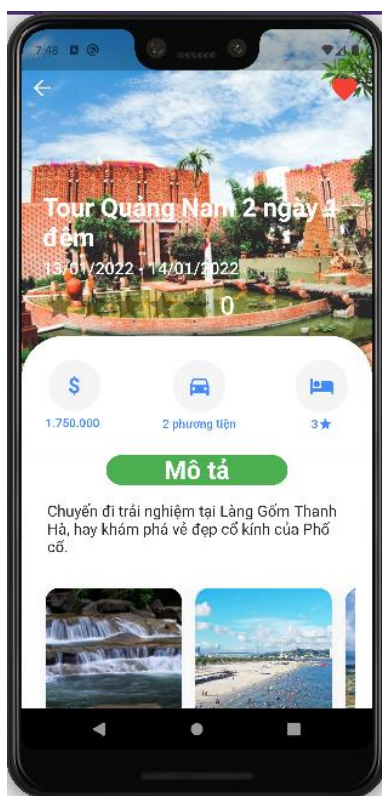 7:48
Tour Quảng Nam 2 ngày 1
đêm
13/01/2022 - 14/01/2022
0
$
1.750.000
2 phương tiện
3★
Mô tả
Chuyến đi trải nghiệm tại Làng Gốm Thanh
Hà, hay khám phá vẻ đẹp cổ kính của Phố
cổ.